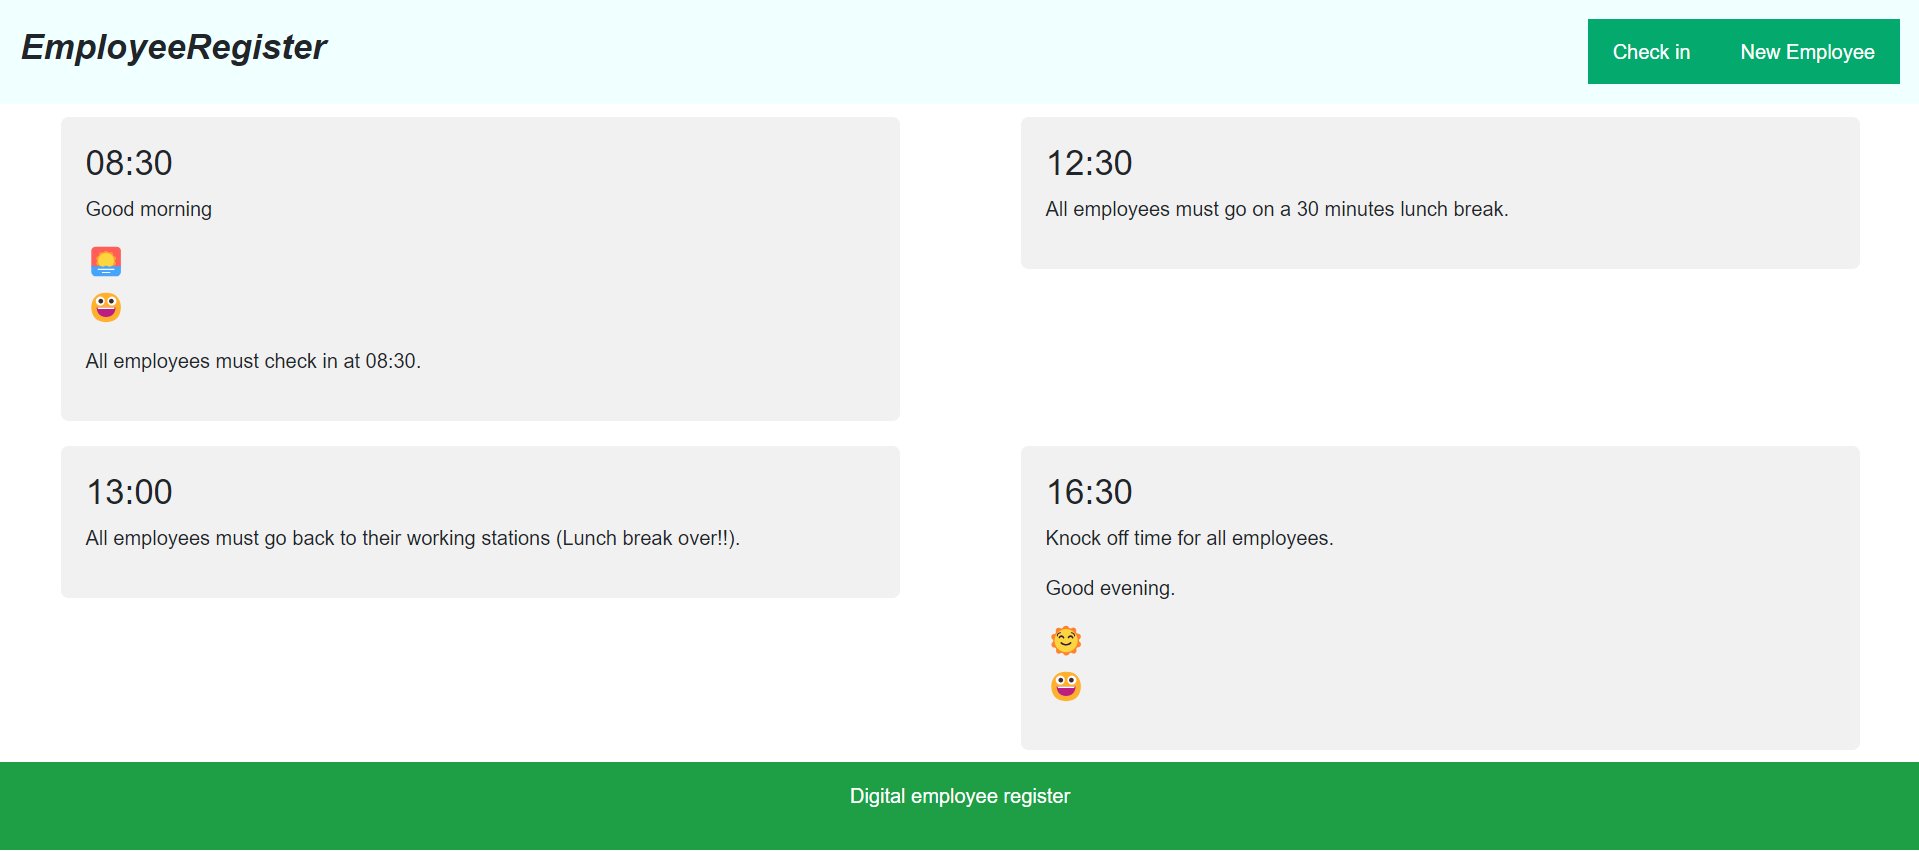 EmployeeRegister
Check in
New Employee
08:30
Good morning
All employees must check in at 08:30.
12:30
All employees must go on a 30 minutes lunch break.
13:00
All employees must go back to their working stations (Lunch break over!!).
16:30
Knock off time for all employees.
Good evening.
Digital employee register